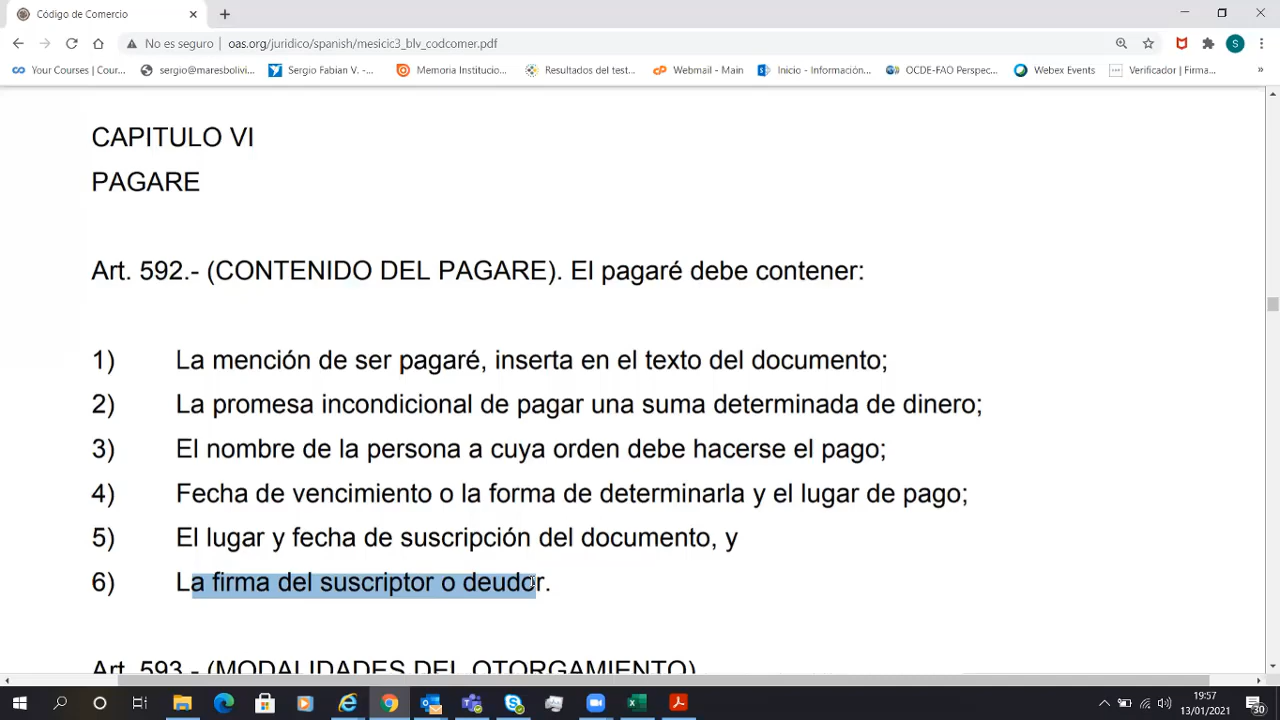 Código de Comercio
No es seguro | oas.org/juridico/spanish/mesicic3_blv_codcomer.pdf
S
Your Courses | Cour...
sergio@maresbolivi...
Sergio Fabian V. -...
Memoria Institucio...
Resultados del test...
Webmail - Main
Inicio - Información...
OCDE-FAO Perspec...
Webex Events
Verificador | Firma...
CAPITULO VI
PAGARE
Art. 592.- (CONTENIDO DEL PAGARE). El pagaré debe contener:
1) La mención de ser pagaré, inserta en el texto del documento;
2) La promesa incondicional de pagar una suma determinada de dinero;
3) El nombre de la persona a cuya orden debe hacerse el pago;
4) Fecha de vencimiento o la forma de determinarla y el lugar de pago;
5) El lugar y fecha de suscripción del documento, y
6) La firma del suscriptor o deudor.
Art. 593.- (MODALIDADES DEL OTORGAMIENTO)
19:57
13/01/2021
30